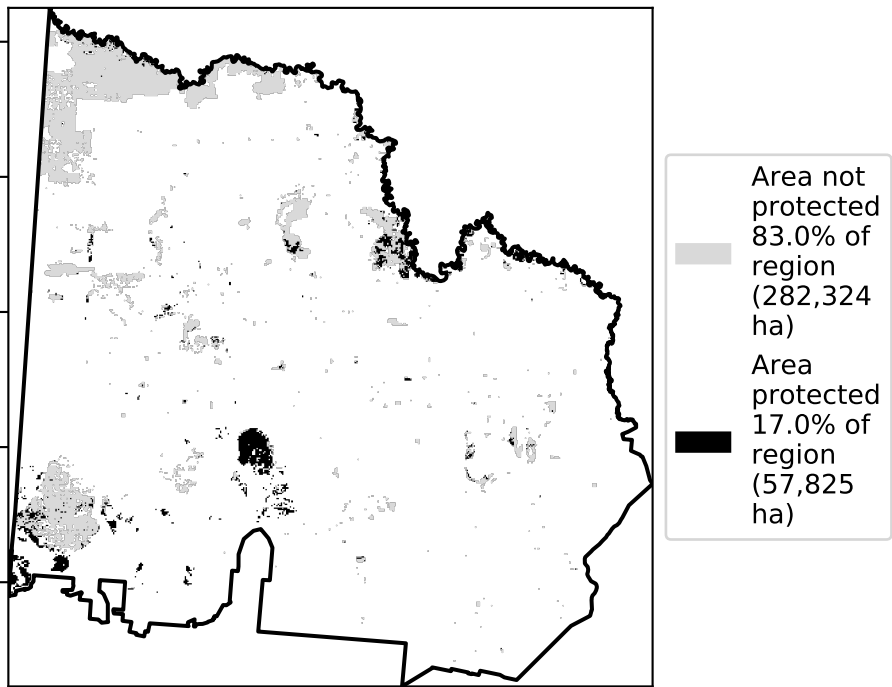 Area not
protected
83.0% of
region
(282,324
ha)
Area
protected
17.0% of
region
(57,825
ha)